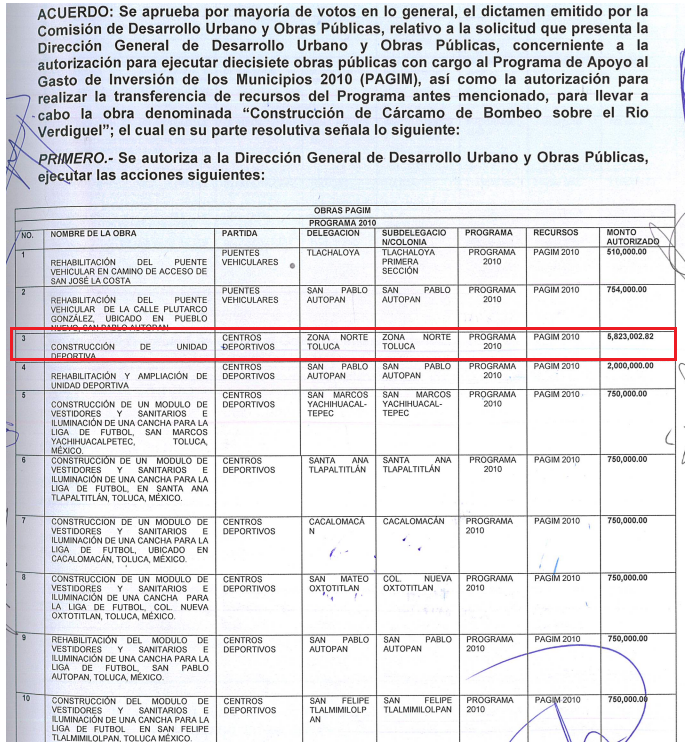 ACUERDO: Se aprueba por mayoría de votos en lo general, el dictamen emitido por la
Comisión de Desarrollo Urbano y Obras Públicas, relativo a la solicitud que presenta la
Dirección General de Desarrollo Urbano y Obras Públicas, concerniente a la
autorización para ejecutar diecisiete obras públicas con cargo al Programa de Apoyo al
Gasto de Inversión de los Municipios 2010 (PAGIM), así como la autorización para
realizar la transferencia de recursos del Programa antes mencionado, para llevar a
cabo la obra denominada “Construcción de Cárcamo de Bombeo sobre el Rio
Verdiguel”; el cual en su parte resolutiva señala lo siguiente:
PRIMERO.- Se autoriza a la Dirección General de Desarrollo Urbano y Obras Públicas,
ejecutar las acciones siguientes:
OBRAS PAGIM
PROGRAMA 2010
NO. NOMBRE DE LA OBRA PARTIDA DELEGACION SUBDELEGACIO PROGRAMA RECURSOS MONTO
N/COLONIA AUTORIZADO
1 PUENTES TLACHALOYA TLACHALOYA PROGRAMA PAGIM 2010 510,000.00
REHABILITACIÓN DEL PUENTE VEHICULARES PRIMERA 2010
VEHICULAR EN CAMINO DE ACCESO DE SECCIÓN
SAN JOSÉ LA COSTA
2 PUENTES SAN PABLO SAN PABLO PROGRAMA PAGIM 2010 754,000.00
REHABILITACIÓN DEL PUENTE VEHICULARES AUTOPAN AUTOPAN 2010
VEHICULAR DE LA CALLE PLUTARCO
GONZÁLEZ, UBICADO EN PUEBLO
NUEVO, SAN PABLO AUTOPAN
3 CENTROS ZONA NORTE ZONA NORTE PROGRAMA PAGIM 2010 5,823,002.82
CONSTRUCCIÓN DE UNIDAD DEPORTIVOS TOLUCA TOLUCA 2010
DEPORTIVA
4 CENTROS SAN PABLO SAN PABLO PROGRAMA PAGIM 2010 2,000,000.00
REHABILITACIÓN Y AMPLIACIÓN DE DEPORTIVOS AUTOPAN AUTOPAN 2010
UNIDAD DEPORTIVA
5 CENTROS SAN MARCOS SAN MARCOS PROGRAMA PAGIM 2010 750,000.00
CONSTRUCCIÓN DE UN MODULO DE DEPORTIVOS YACHIHUACAL- YACHIHUACAL- 2010
VESTIDORES Y SANITARIOS E TEPEC TEPEC
ILUMINACIÓN DE UNA CANCHA PARA LA
LIGA DE FUTBOL, SAN MARCOS
YACHIHUACALPETEC, TOLUCA,
MÉXICO.
6 CONSTRUCCIÓN DE UN MODULO DE CENTROS SANTA ANA SANTA ANA PROGRAMA PAGIM 2010 750,000.00
VESTIDORES Y SANITARIOS E DEPORTIVOS TLAPALTITLÁN TLAPALTITLÁN 2010
ILUMINACIÓN DE UNA CANCHA PARA LA
LIGA DE FUTBOL, EN SANTA ANA
TLAPALTITLÁN, TOLUCA, MÉXICO.
7 CONSTRUCCION DE UN MODULO DE CENTROS CACALOMACÁ CACALOMACÁN PROGRAMA PAGIM 2010 750,000.00
VESTIDORES Y SANITARIOS E DEPORTIVOS N 2010
ILUMINACIÓN DE UNA CANCHA PARA LA
LIGA DE FUTBOL, UBICADO EN
CACALOMACÁN, TOLUCA, MÉXICO.
8 CONSTRUCCION DE UN MODULO DE CENTROS SAN MATEO COL. NUEVA PROGRAMA PAGIM 2010 750,000.00
VESTIDORES Y SANITARIOS E DEPORTIVOS OXTOTITLAN OXTOTITLAN 2010
ILUMINACIÓN DE UNA CANCHA PARA
LA LIGA DE FUTBOL, COL. NUEVA
OXTOTITLAN, TOLUCA, MÉXICO.
9 REHABILITACIÓN DEL MODULO DE CENTROS SAN PABLO SAN PABLO PROGRAMA PAGIM 2010 750,000.00
VESTIDORES Y SANITARIOS E DEPORTIVOS AUTOPAN AUTOPAN 2010
ILUMINACIÓN DE UNA CANCHA PARA LA
LIGA DE FUTBOL, SAN PABLO
AUTOPAN, TOLUCA, MÉXICO.
10 CONSTRUCCIÓN DEL MODULO DE CENTROS SAN FELIPE SAN FELIPE PROGRAMA PAGIM 2010 750,000.00
VESTIDORES Y SANITARIOS E DEPORTIVOS TLALMIMILOLP TLALMIMILOLPAN 2010
ILUMINACIÓN DE UNA CANCHA PARA LA AN
LIGA DE FUTBOL EN SAN FELIPE
TLALMIMILOLPAN, TOLUCA MÉXICO.